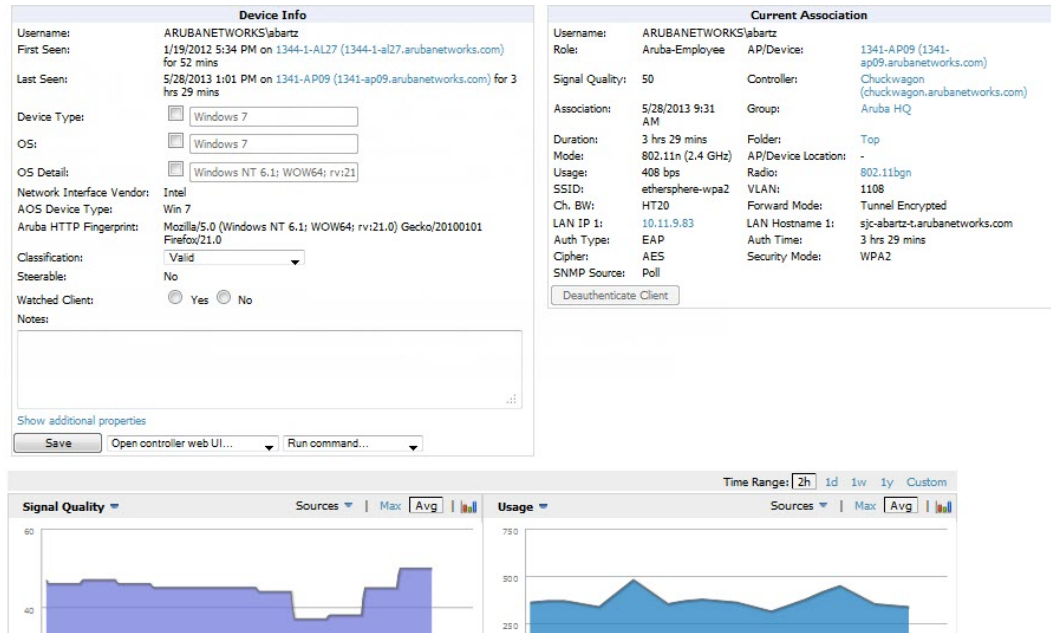 Device Info
Username: ARUBANETWORKS\abartz
First Seen: 1/19/2012 5:34 PM on 1344-1-AL27 (1344-1-al27.arubanetworks.com)
for 52 mins
Last Seen: 5/28/2013 1:01 PM on 1341-AP09 (1341-ap09.arubanetworks.com) for 3
hrs 29 mins
Device Type: Windows 7
OS: Windows 7
OS Detail: Windows NT 6.1; WOW64; rv:21
Network Interface Vendor: Intel
AOS Device Type: Win 7
Aruba HTTP Fingerprint: Mozilla/5.0 (Windows NT 6.1; WOW64; rv:21.0) Gecko/20100101
Firefox/21.0
Classification: Valid
Steerable: No
Watched Client: Yes No
Notes:
Show additional properties
Save Open controller web UI... Run command...
Current Association
Username: ARUBANETWORKS\abartz
Role: Aruba-Employee AP/Device: 1341-AP09 (1341-
ap09.arubanetworks.com)
Signal Quality: 50 Controller: Chuckwagon
(chuckwagon.arubanetworks.com)
Association: 5/28/2013 9:31 Group: Aruba HQ
AM
Duration: 3 hrs 29 mins Folder: Top
Mode: 802.11n (2.4 GHz) AP/Device Location: -
Usage: 408 bps Radio: 802.11bgn
SSID: ethersphere-wpa2 VLAN: 1108
Ch. BW: HT20 Forward Mode: Tunnel Encrypted
LAN IP 1: 10.11.9.83 LAN Hostname 1: sjc-abartz-t.arubanetworks.com
Auth Type: EAP Auth Time: 3 hrs 29 mins
Cipher: AES Security Mode: WPA2
SNMP Source: Poll
Deauthenticate Client
Time Range: 2h 1d 1w 1y Custom
Signal Quality Sources | Max Avg |
60
40
Usage Sources | Max Avg |
750
500
250